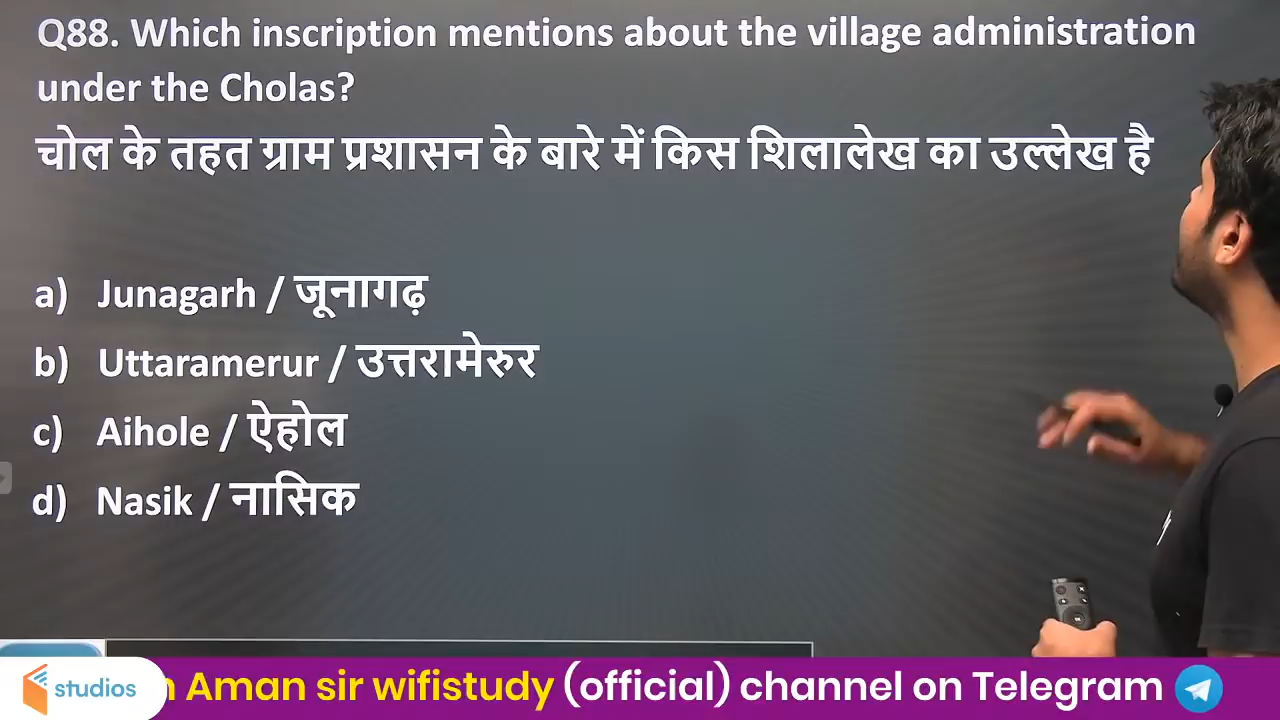 Q88. Which inscription mentions about the village administration
under the Cholas?
चोल के तहत ग्राम प्रशासन के बारे में किस शिलालेख का उल्लेख है
a) Junagarh / जूनागढ़
b) Uttaramerur / उत्तरामेरुर
c) Aihole / ऐहोल
d) Nasik / नासिक
studios
Aman sir wifistudy (official) channel on Telegram